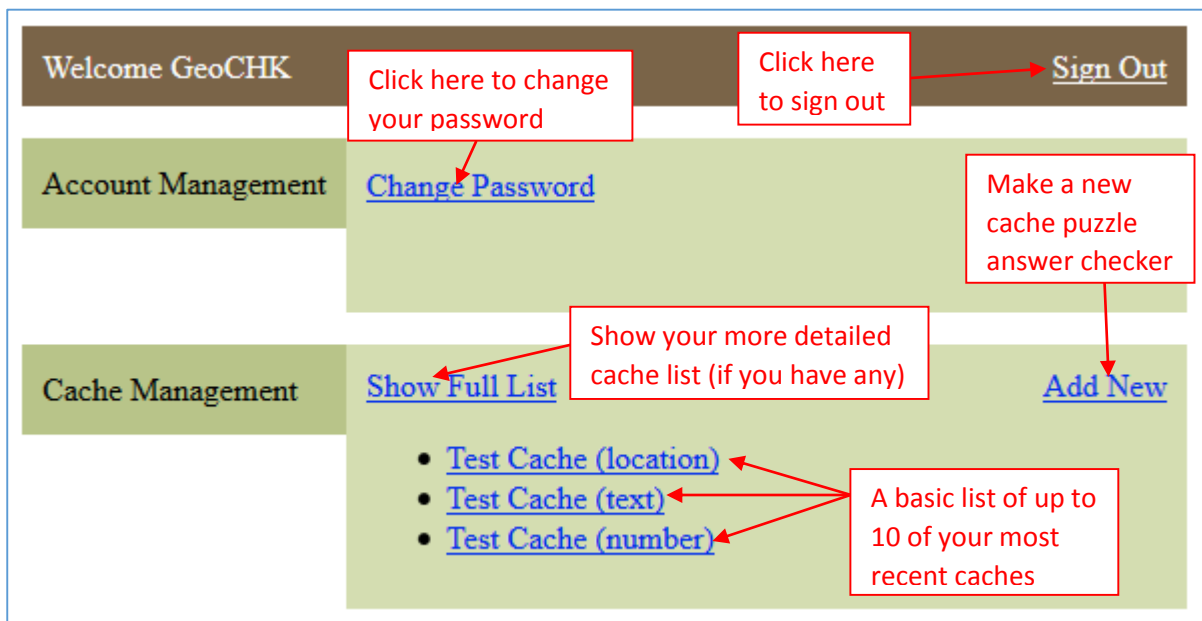 Welcome GeoCHK
Click here to change
your password
Click here
to sign out
Sign Out
Account Management
Change Password
Make a new
cache puzzle
answer checker
Show your more detailed
cache list (if you have any)
Cache Management
Show Full List
Add New
Test Cache (location)
Test Cache (text)
Test Cache (number)
A basic list of up to
10 of your most
recent caches